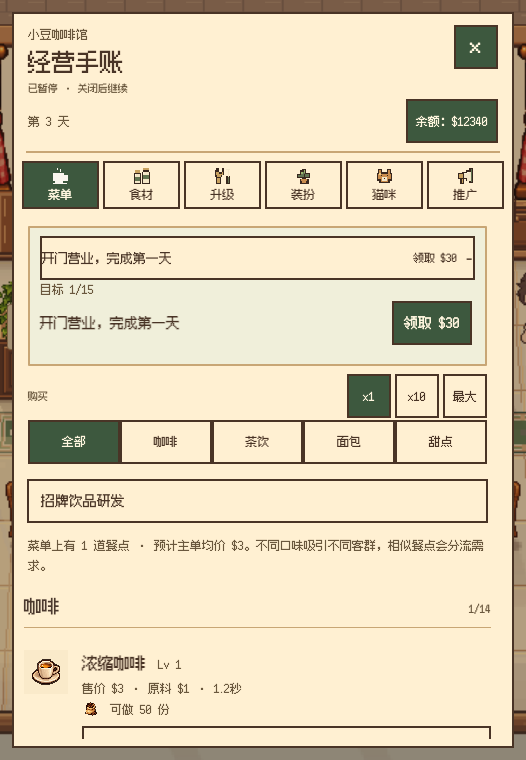 小豆咖啡馆
经营手账
已暂停 · 关闭后继续
×
第 3 天
余额: $12340
菜单
食材
升级
装扮
猫咪
推广
开门营业，完成第一天
领取 $30 −
目标 1/15
开门营业，完成第一天
领取 $30
购买
x1
x10
最大
全部
咖啡
茶饮
面包
甜点
招牌饮品研发
菜单上有 1 道餐点 · 预计主单均价 $3。不同口味吸引不同客群，相似餐点会分流需
求。
咖啡
1/14
浓缩咖啡 Lv 1
售价 $3 · 原料 $1 · 1.2秒
可做 50 份